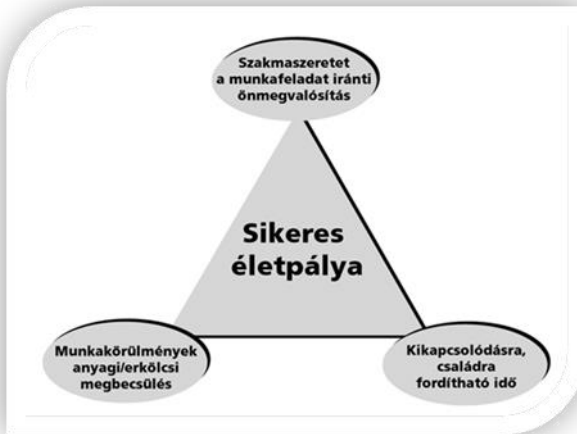 Szakmaszeretet
a munkafeladat iránti
önmegvalósítás
Sikeres
életpálya
Munkakörülmények
anyagi/erkölcsi
megbecsülés
Kikapcsolódásra,
családra
fordítható idő